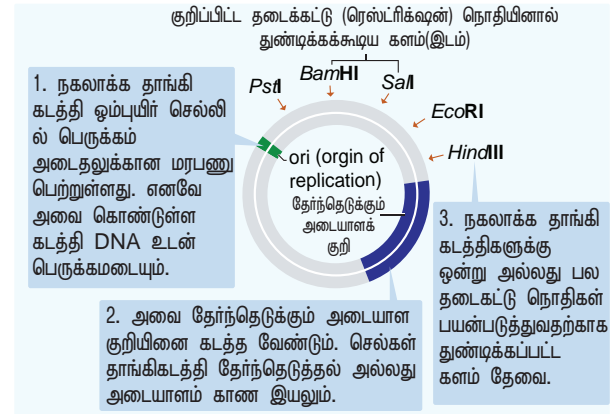 குறிப்பிட்ட தடைக்கட்டு (ரெஸ்ட்ரிக்ஷன்) நொதியினால்
துண்டிக்கக்கூடிய களம்(இடம்)
PstI
BamHI
SalI
EcoRI
HindIII
1. நகலாக்க தாங்கி
கடத்தி ஓம்புயிர் செல்லி
ல் பெருக்கம்
அடைதலுக்கான மரபணு
பெற்றுள்ளது. எனவே
அவை கொண்டுள்ள
கடத்தி DNA உடன்
பெருக்கமடையும்.
ori (orgin of
replication)
தேர்ந்தெடுக்கும்
அடையாளக்
குறி
2. அவை தேர்ந்தெடுக்கும் அடையாள
குறியினை கடத்த வேண்டும். செல்கள்
தாங்கிகடத்தி தேர்ந்தெடுத்தல் அல்லது
அடையாளம் காண இயலும்.
3. நகலாக்க தாங்கி
கடத்திகளுக்கு
ஒன்று அல்லது பல
தடைகட்டு நொதிகள்
பயன்படுத்துவதற்காக
துண்டிக்கப்பட்ட
களம் தேவை.